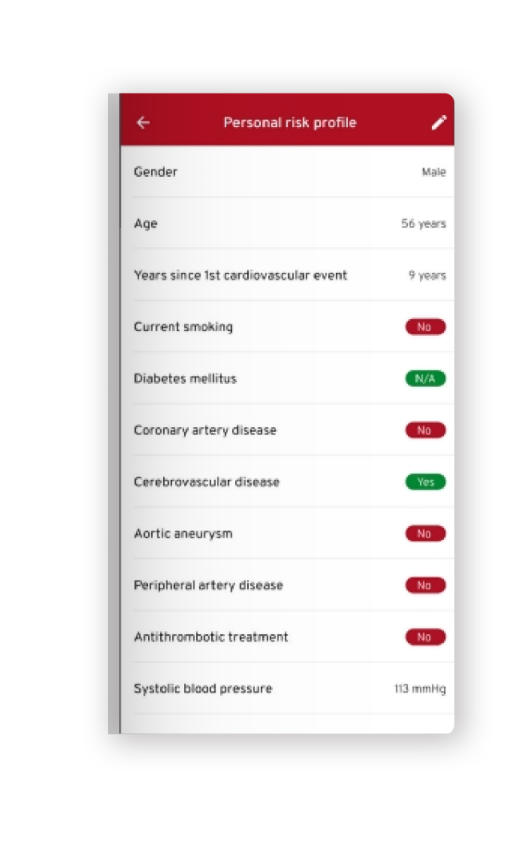 Personal risk profile
Gender Male
Age 56 years
Years since 1st cardiovascular event 9 years
Current smoking No
Diabetes mellitus N/A
Coronary artery disease No
Cerebrovascular disease Yes
Aortic aneurysm No
Peripheral artery disease No
Antithrombotic treatment No
Systolic blood pressure 113 mmHg